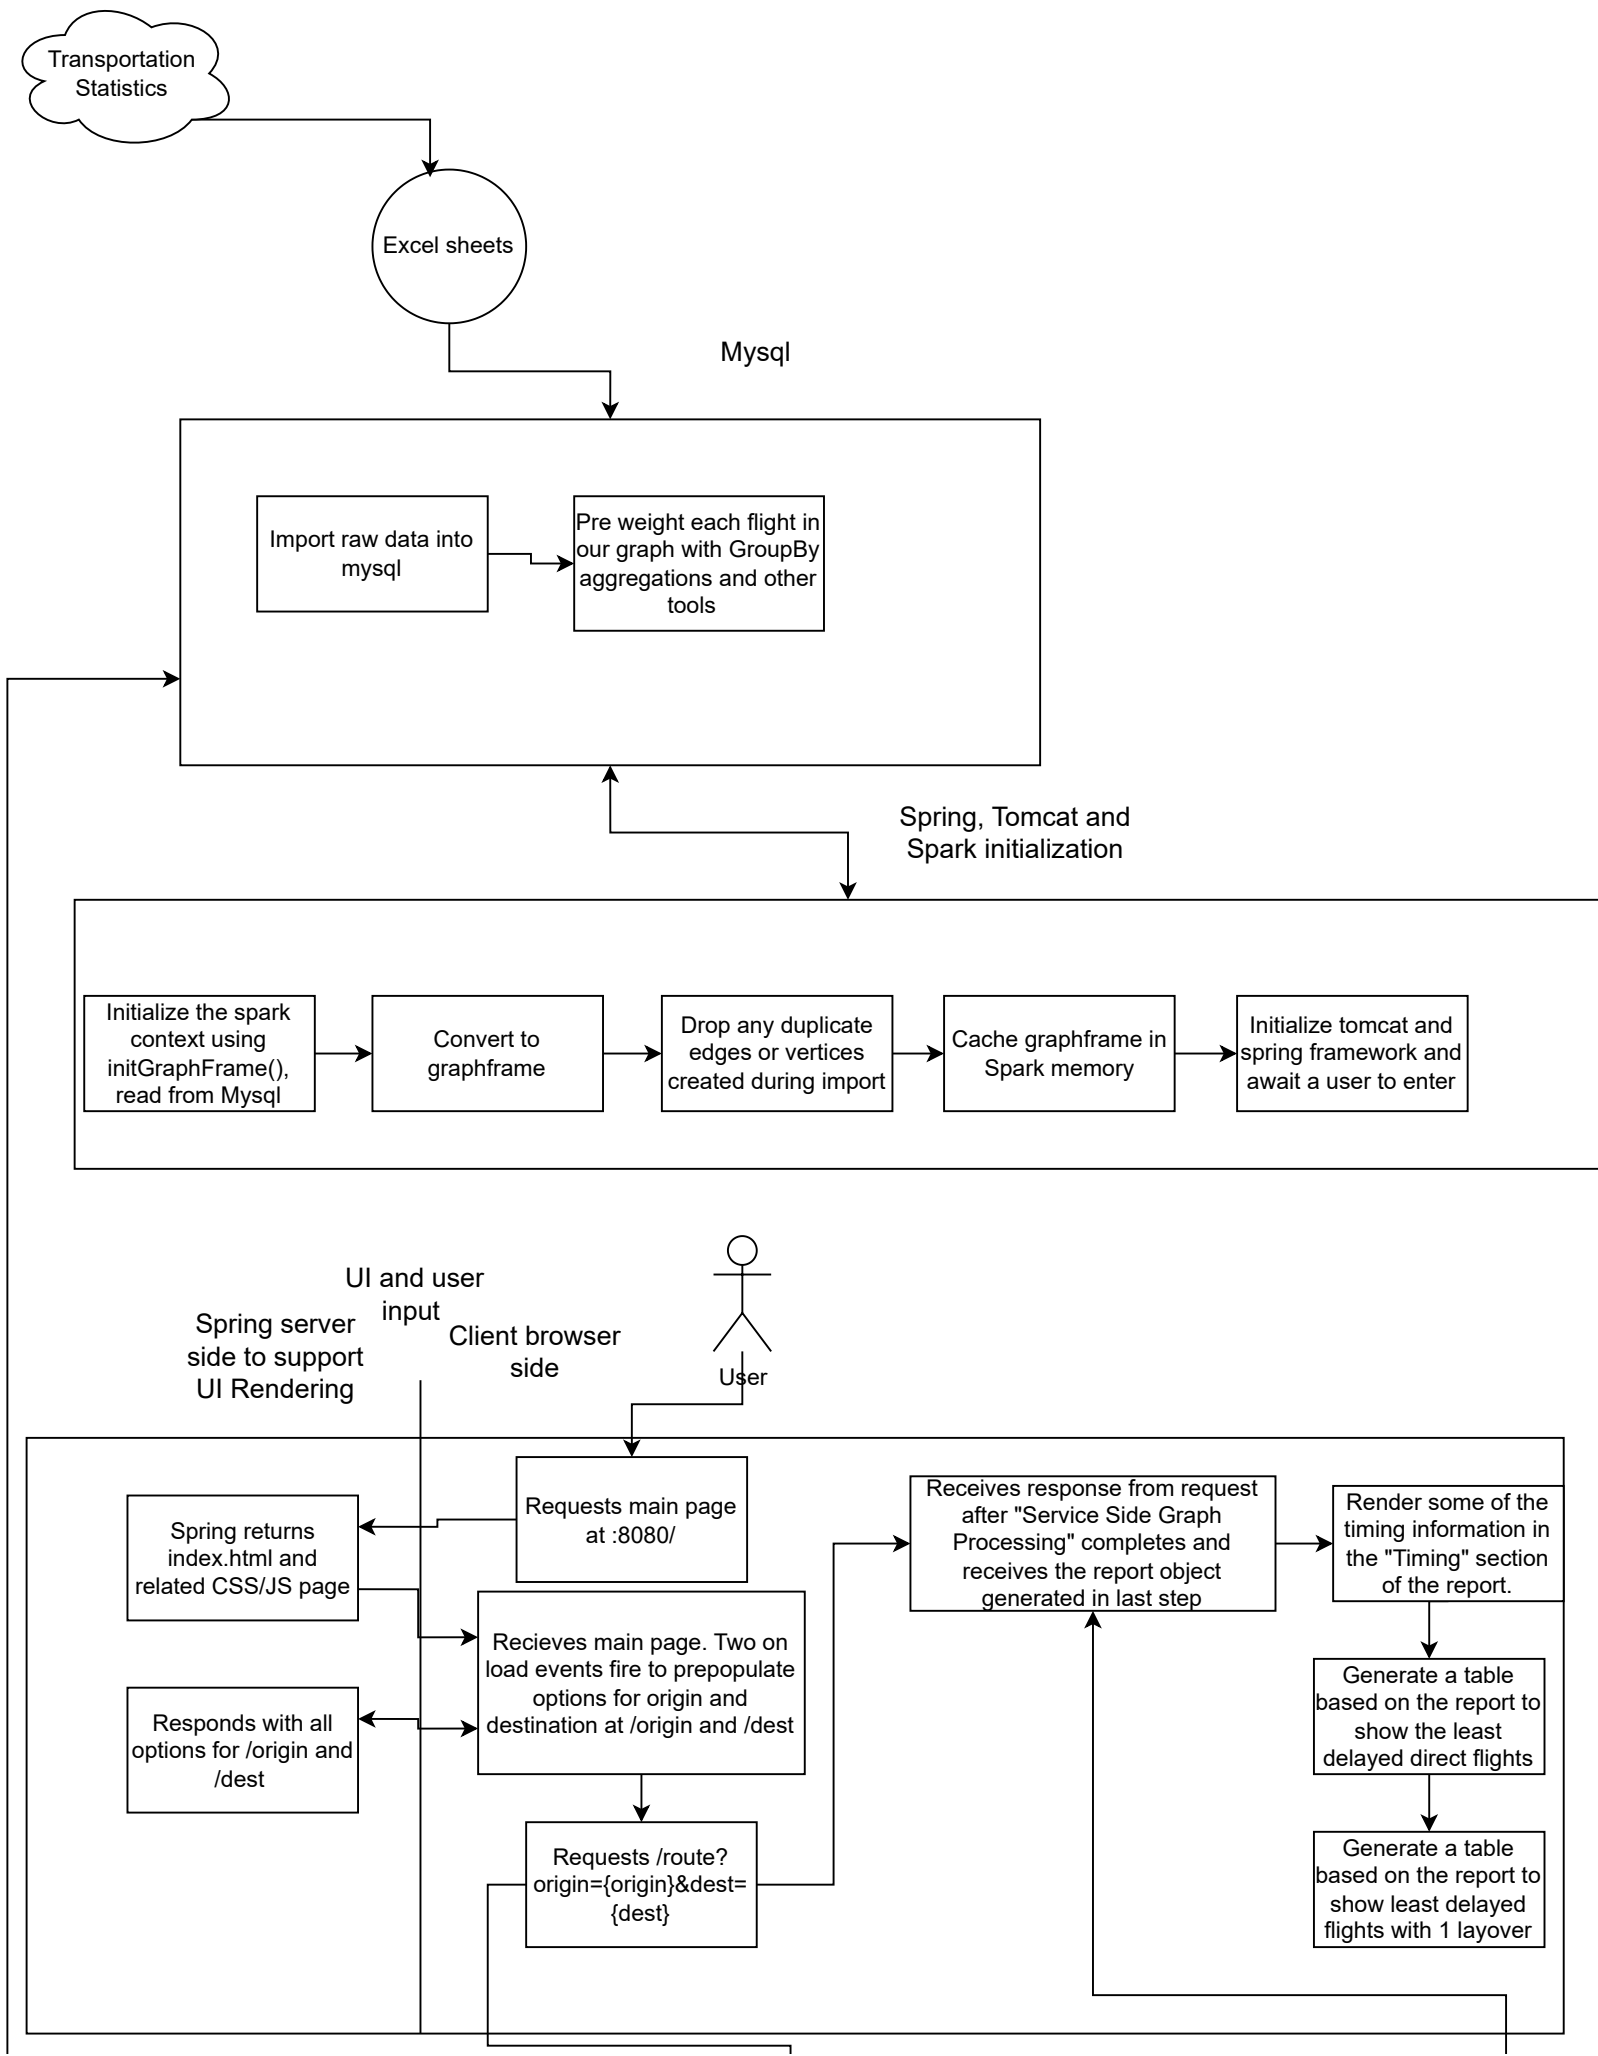 Transportation
Statistics
Excel sheets
Mysql
Import raw data into
mysql
Pre weight each flight in
our graph with GroupBy
aggregations and other
tools
Spring, Tomcat and
Spark initialization
Initialize the spark
context using
initGraphFrame(),
read from Mysql
Convert to
graphframe
Drop any duplicate
edges or vertices
created during import
Cache graphframe in
Spark memory
Initialize tomcat and
spring framework and
await a user to enter
UI and user
input
Spring server
side to support
UI Rendering
Client browser
side
User
Requests main page
at :8080/
Spring returns
index.html and
related CSS/JS page
Recieves main page. Two on
load events fire to prepopulate
options for origin and
destination at /origin and /dest
Responds with all
options for /origin and
/dest
Requests /route?
origin={origin}&dest=
{dest}
Receives response from request
after "Service Side Graph
Processing" completes and
receives the report object
generated in last step
Render some of the
timing information in
the "Timing" section
of the report.
Generate a table
based on the report to
show the least
delayed direct flights
Generate a table
based on the report to
show least delayed
flights with 1 layover